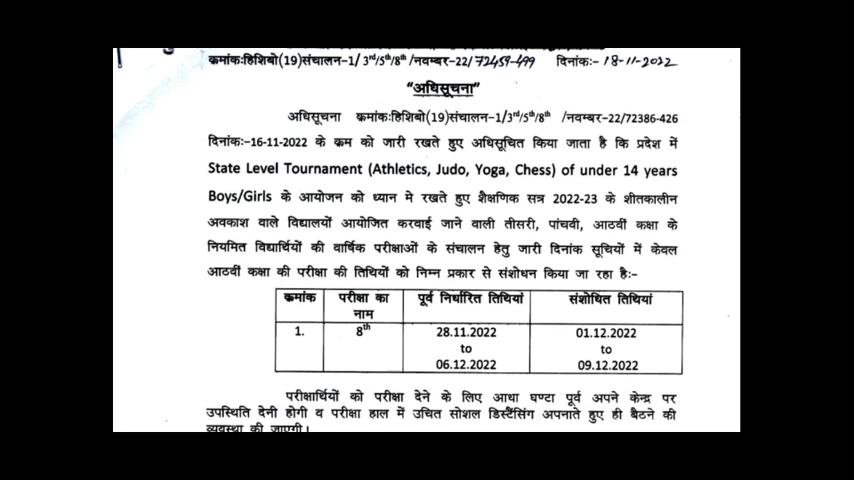 क्रमांकःहिशिबो(19)संचालन-1/ 3rd/5th/8th /नवम्बर-22/72459-499 दिनांकः- 18-11-2022
“अधिसूचना”
अधिसूचना क्रमांकःहिशिबो(19)संचालन-1/3rd/5th/8th /नवम्बर-22/72386-426
दिनांकः-16-11-2022 के क्रम को जारी रखते हुए अधिसूचित किया जाता है कि प्रदेश में
State Level Tournament (Athletics, Judo, Yoga, Chess) of under 14 years
Boys/Girls के आयोजन को ध्यान मे रखते हुए शैक्षणिक सत्र 2022-23 के शीतकालीन
अवकाश वाले विद्यालयों आयोजित करवाई जाने वाली तीसरी, पांचवी, आठवीं कक्षा के
नियमित विद्यार्थियों की वार्षिक परीक्षाओं के संचालन हेतु जारी दिनांक सूचियों में केवल
आठवीं कक्षा की परीक्षा की तिथियों को निम्न प्रकार से संशोधन किया जा रहा हैः-
क्रमांक परीक्षा का नाम पूर्व निर्धारित तिथियां संशोधित तिथियां
1. 8th 28.11.2022 to 06.12.2022 01.12.2022 to 09.12.2022
परीक्षार्थियों को परीक्षा देने के लिए आधा घण्टा पूर्व अपने केन्द्र पर
उपस्थिति देनी होगी व परीक्षा हाल में उचित सोशल डिस्टैंसिंग अपनाते हुए ही बैठने की
व्यवस्था की जाएगी।